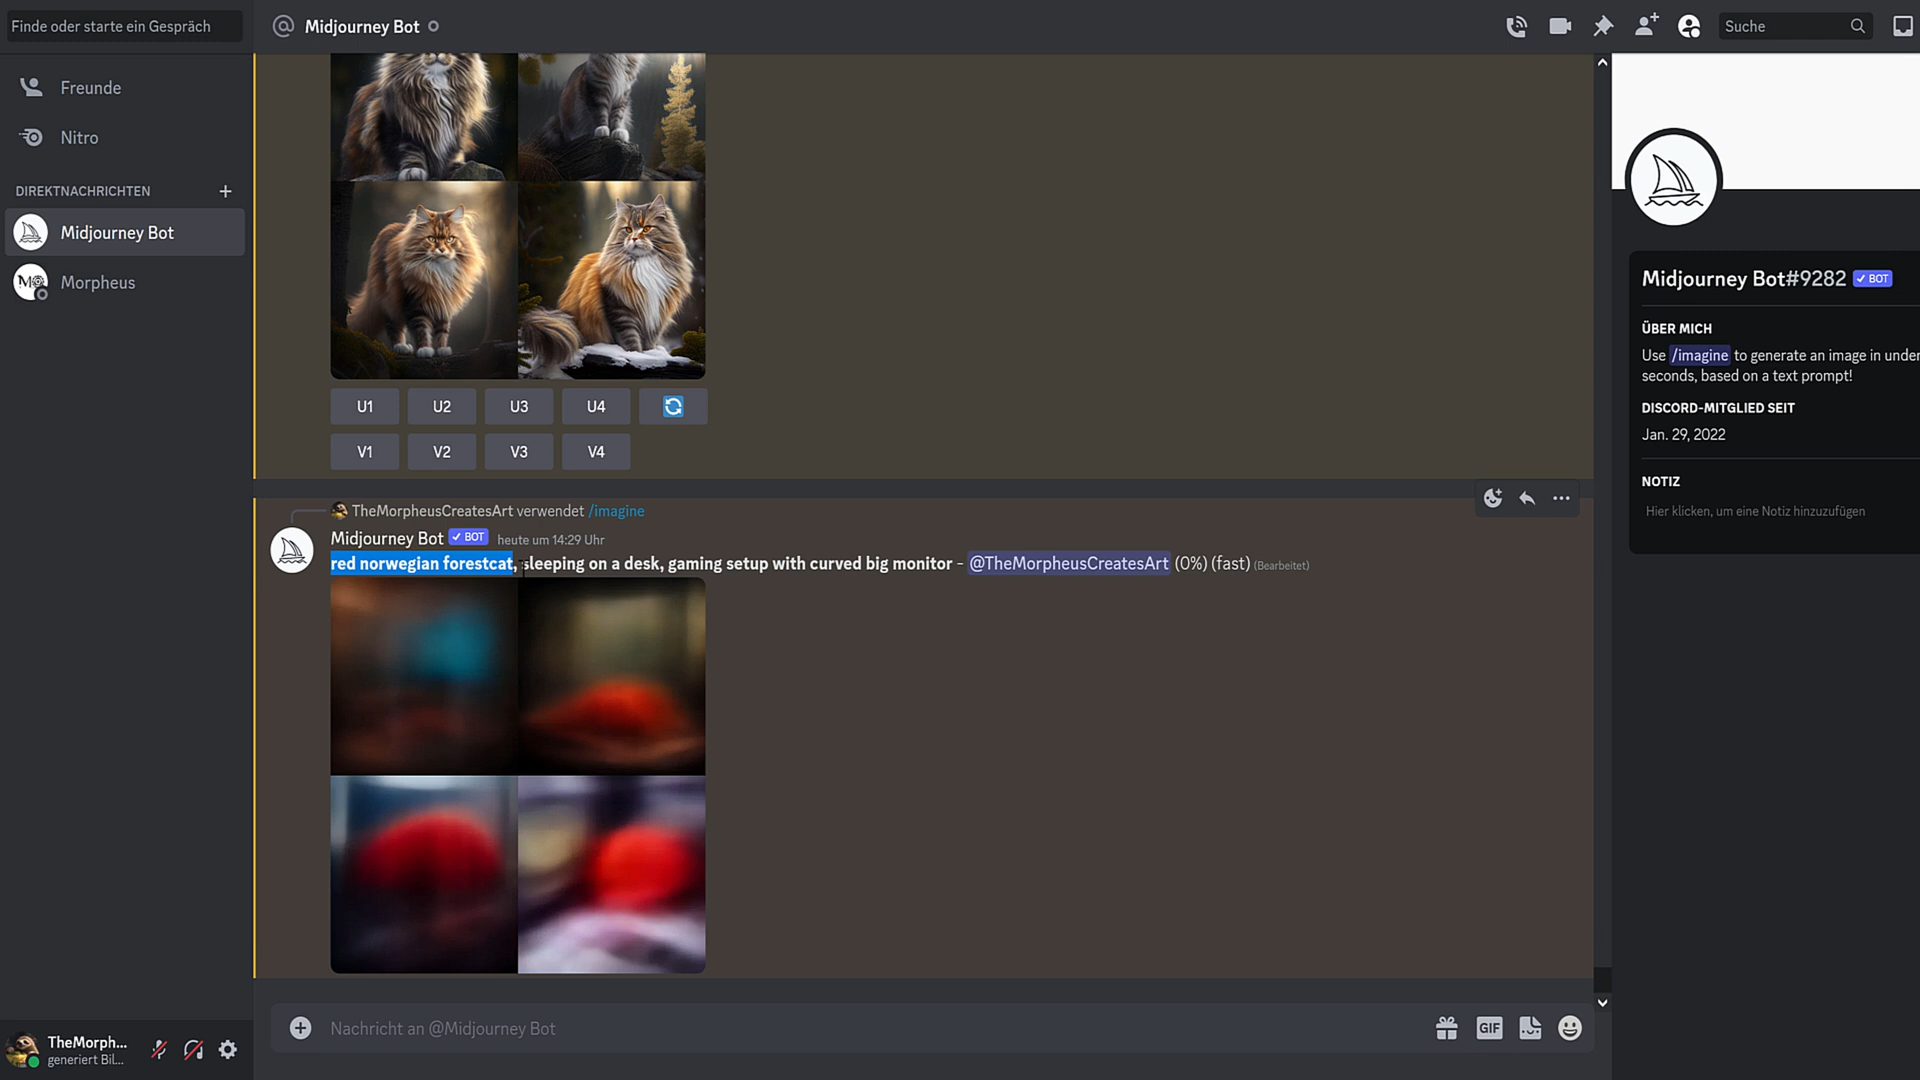 Finde oder starte ein Gespräch
Midjourney Bot
Suche
Freunde
Nitro
DIREKTNACHRICHTEN
Midjourney Bot
Morpheus
U1 U2 U3 U4
V1 V2 V3 V4
TheMorpheusCreatesArt verwendet /imagine
Midjourney Bot BOT heute um 14:29 Uhr
red norwegian forestcat, sleeping on a desk, gaming setup with curved big monitor - @TheMorpheusCreatesArt (0%) (fast) (Bearbeitet)
Nachricht an @Midjourney Bot
GIF
TheMorph...
generiert Bil...
Midjourney Bot#9282 BOT
ÜBER MICH
Use /imagine to generate an image in under
seconds, based on a text prompt!
DISCORD-MITGLIED SEIT
Jan. 29, 2022
NOTIZ
Hier klicken, um eine Notiz hinzuzufügen